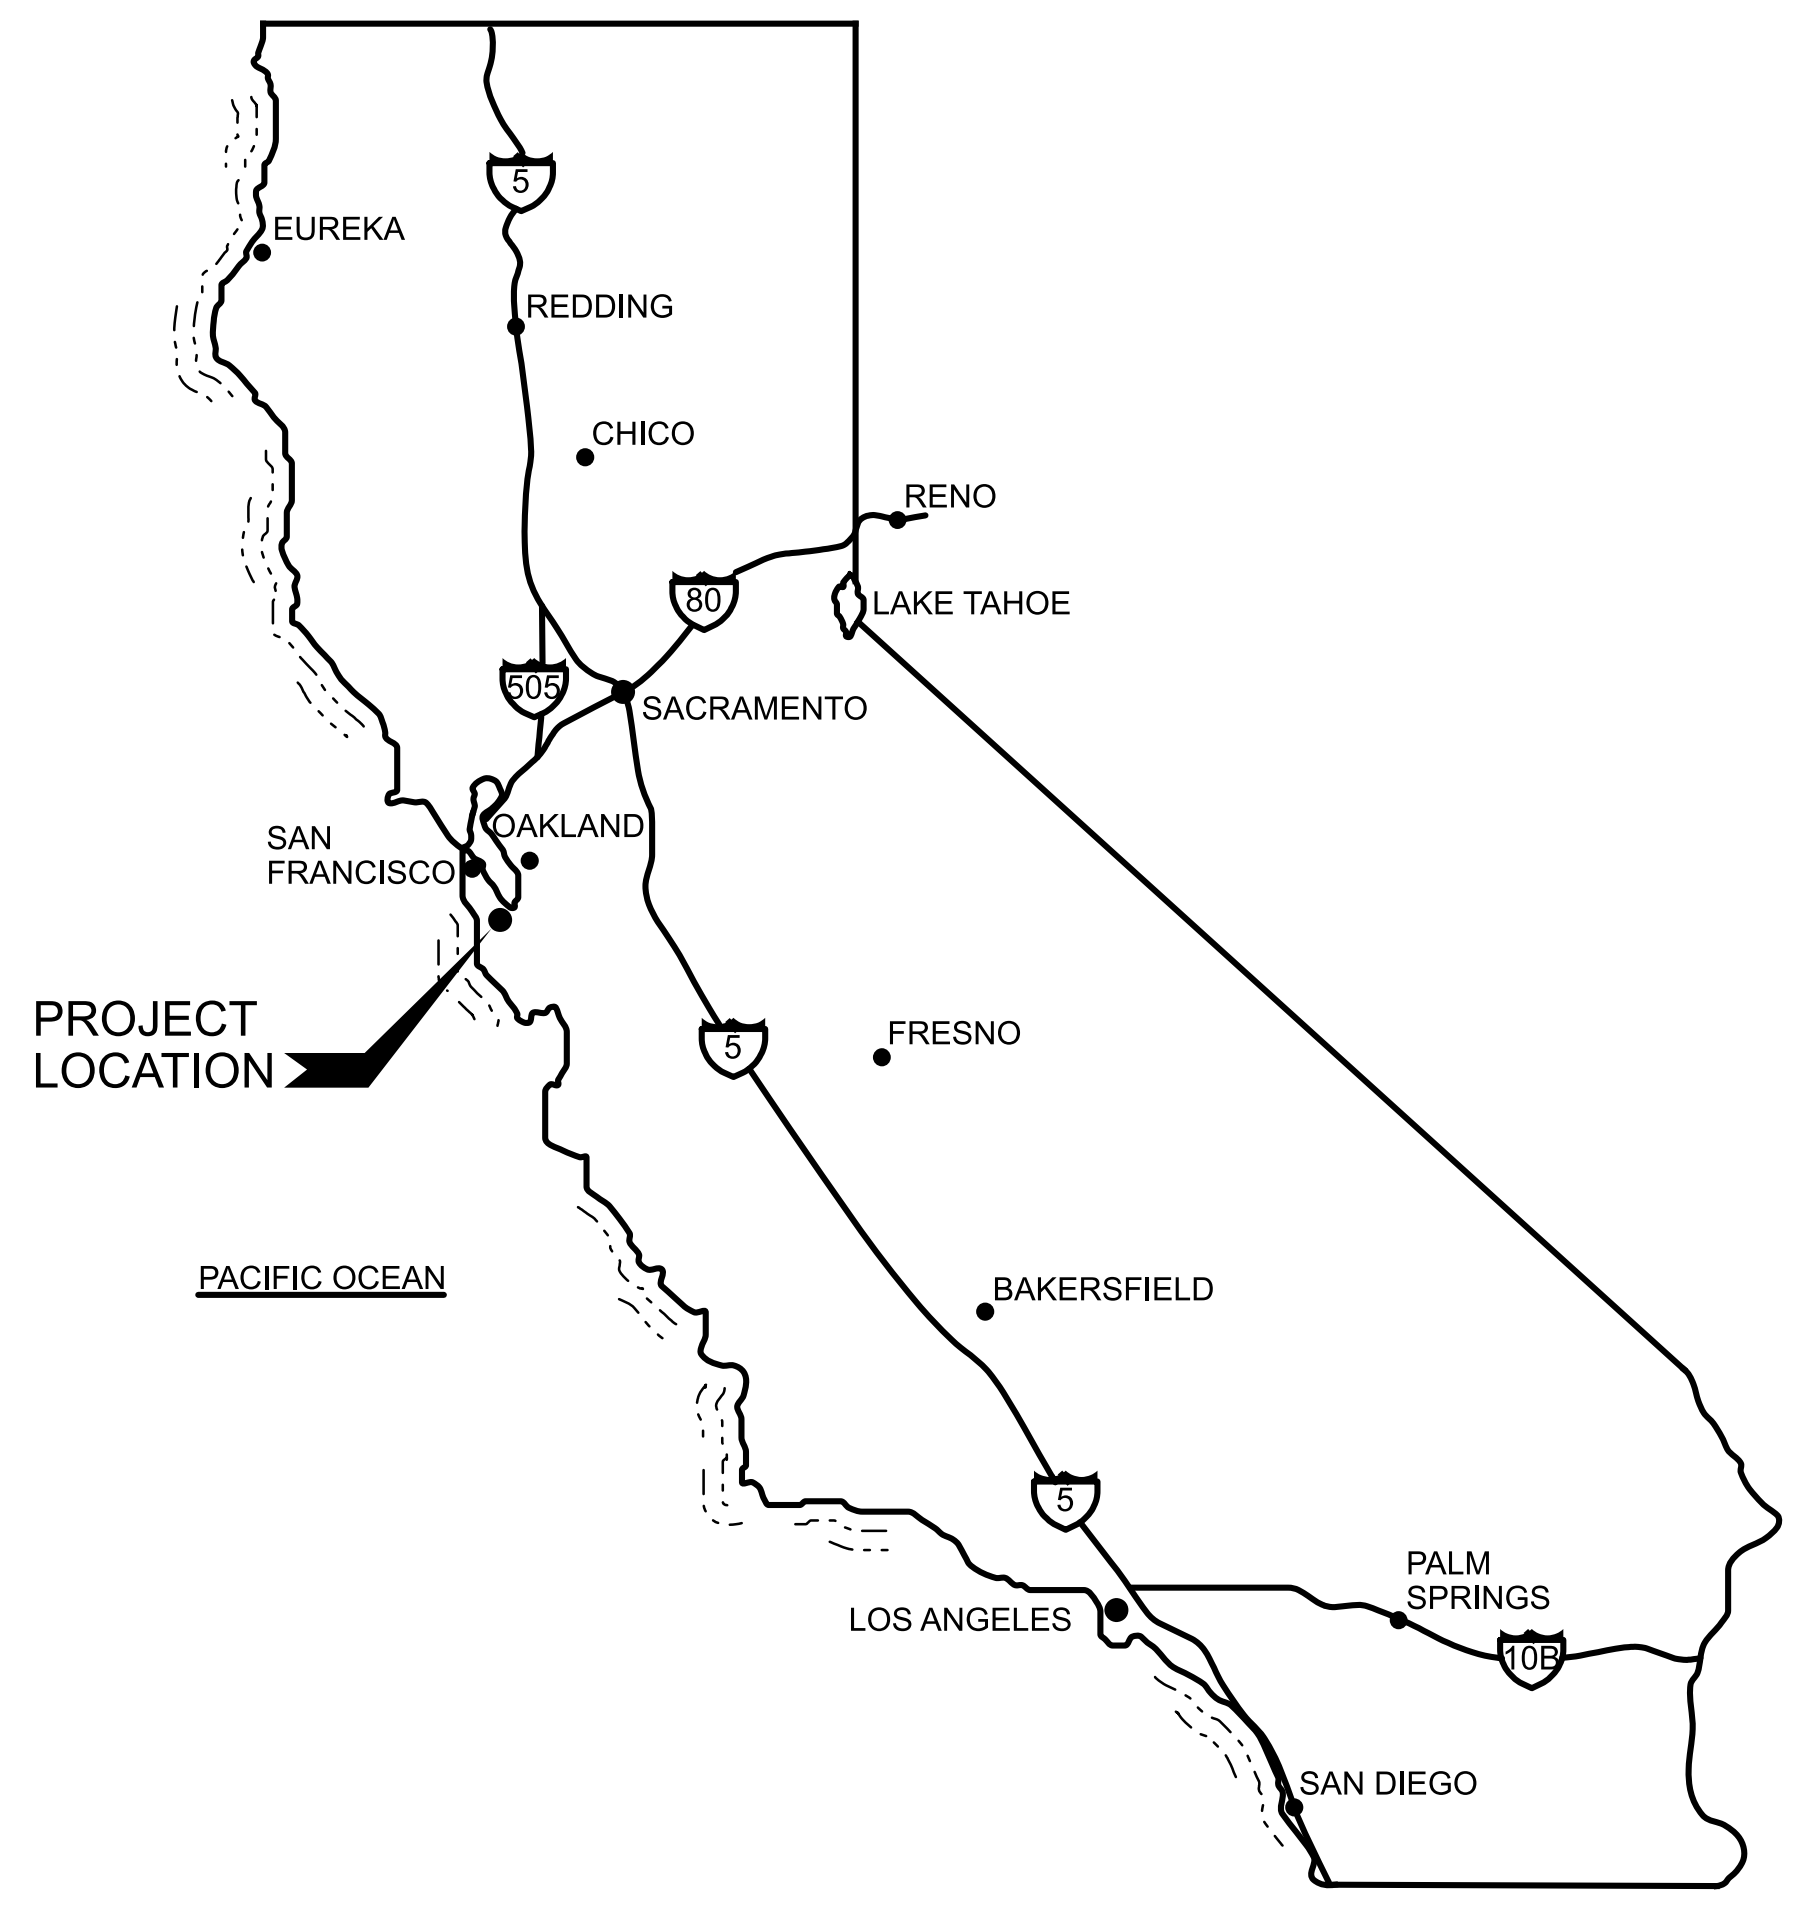 5
EUREKA
REDDING
CHICO
RENO
80
LAKE TAHOE
505
SACRAMENTO
OAKLAND
SAN
FRANCISCO
PROJECT
LOCATION
5
FRESNO
PACIFIC OCEAN
BAKERSFIELD
5
PALM
SPRINGS
LOS ANGELES
10B
SAN DIEGO